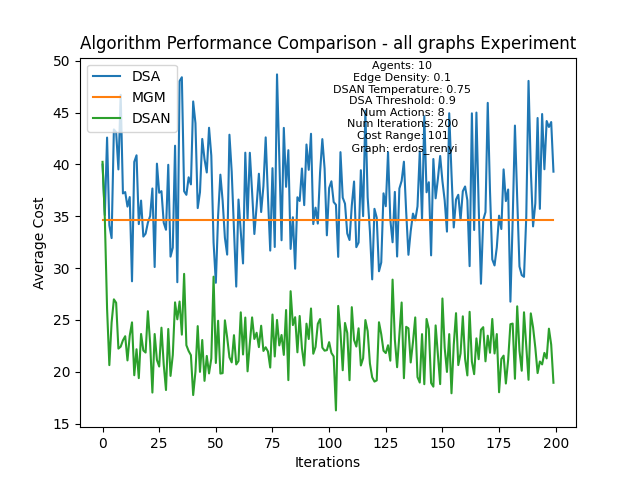 Algorithm Performance Comparison - all graphs Experiment
DSA
MGM
DSAN
Agents: 10
Edge Density: 0.1
DSAN Temperature: 0.75
DSA Threshold: 0.9
Num Actions: 8
Num Iterations: 200
Cost Range: 101
Graph: erdos_renyi
Average Cost
50
45
40
35
30
25
20
15
0
25
50
75
100
125
150
175
200
Iterations